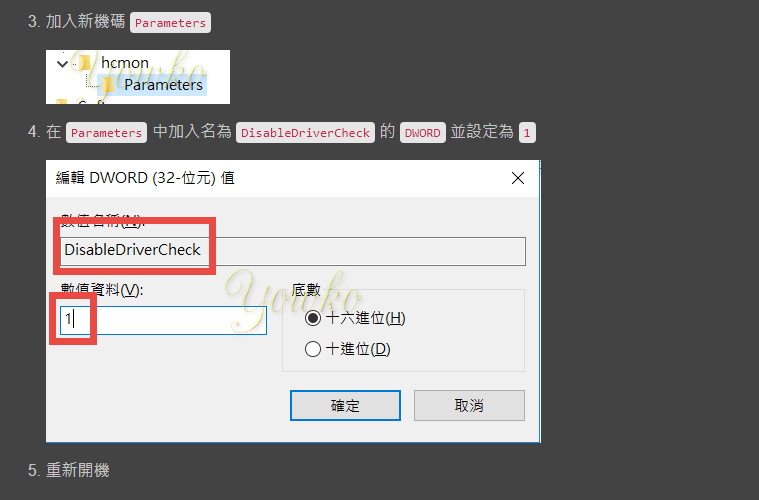 3. 加入新機碼 Parameters
hcmon
Parameters
Yowko
4. 在 Parameters 中加入名為 DisableDriverCheck 的 DWORD 並設定為 1
編輯 DWORD (32-位元) 值
數值名稱(N):
DisableDriverCheck
數值資料(V):
底數
1
十六進位(H)
十進位(D)
Yowko
確定
取消
5. 重新開機